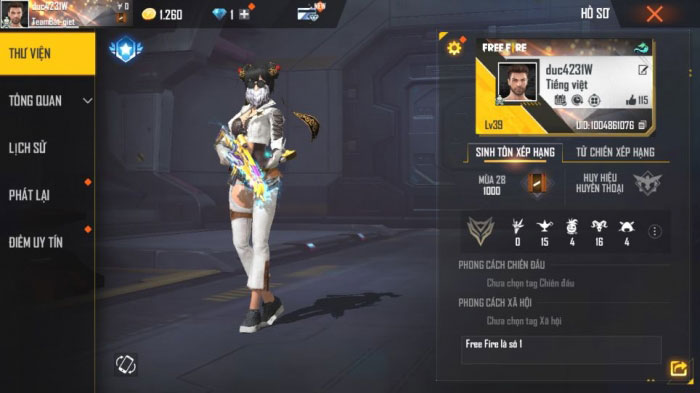 duc4231W
0
1.260
1
HỒ SƠ
THƯ VIỆN
TỔNG QUAN
LỊCH SỬ
PHÁT LẠI
ĐIỂM UY TÍN
FREE FIRE
duc4231W
Tiếng việt
115
Lv39
UID: 1004861076
SINH TỒN XẾP HẠNG
TỬ CHIẾN XẾP HẠNG
MÙA 28
1000
HUY HIỆU
HUYỀN THOẠI
0 15 4 16 4
PHONG CÁCH CHIẾN ĐẤU
Chưa chọn tag Chiến đấu
PHONG CÁCH XÃ HỘI
Chưa chọn tag Xã hội
Free Fire là số 1